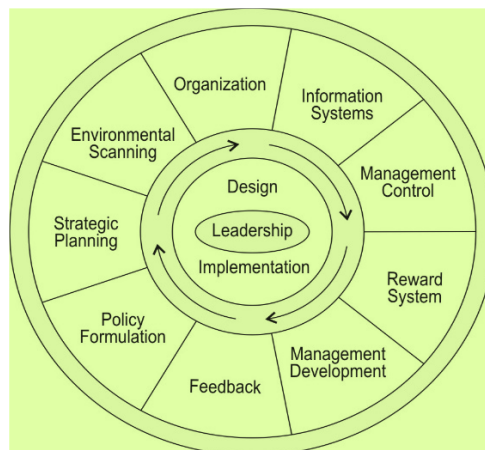 Organization
Information
Systems
Management
Control
Reward
System
Management
Development
Feedback
Policy
Formulation
Strategic
Planning
Environmental
Scanning
Design
Leadership
Implementation